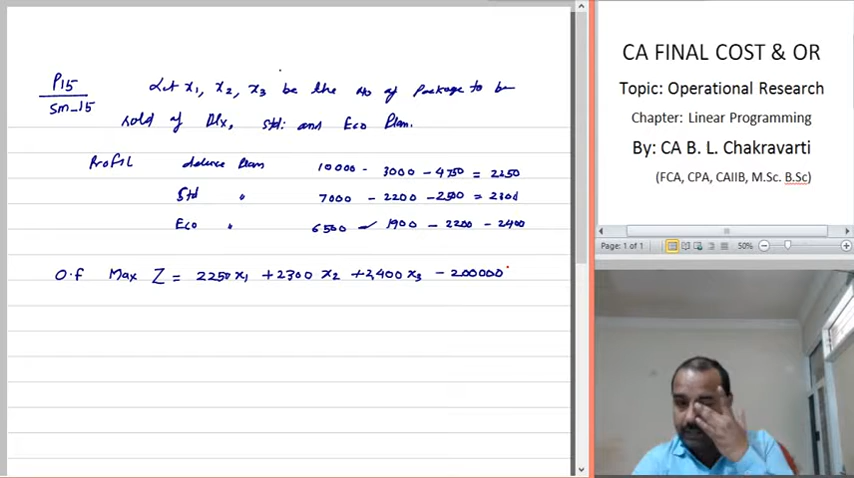 P15
SM-15
Let x1, x2, x3 be the no of package to be
sold of Dlx, Std: and Eco Plan.
Profit deluxe Plan 10000 - 3000 - 4750 = 2250
Std " 7000 - 2200 - 2500 = 2300
Eco " 6500 - 1900 - 2200 - 2400
O.f Max Z = 2250 x1 + 2300 x2 + 2,400 x3 - 200000
CA FINAL COST & OR
Topic: Operational Research
Chapter: Linear Programming
By: CA B. L. Chakravarti
(FCA, CPA, CAIIB, M.Sc. B.Sc)
Page: 1 of 1
50%